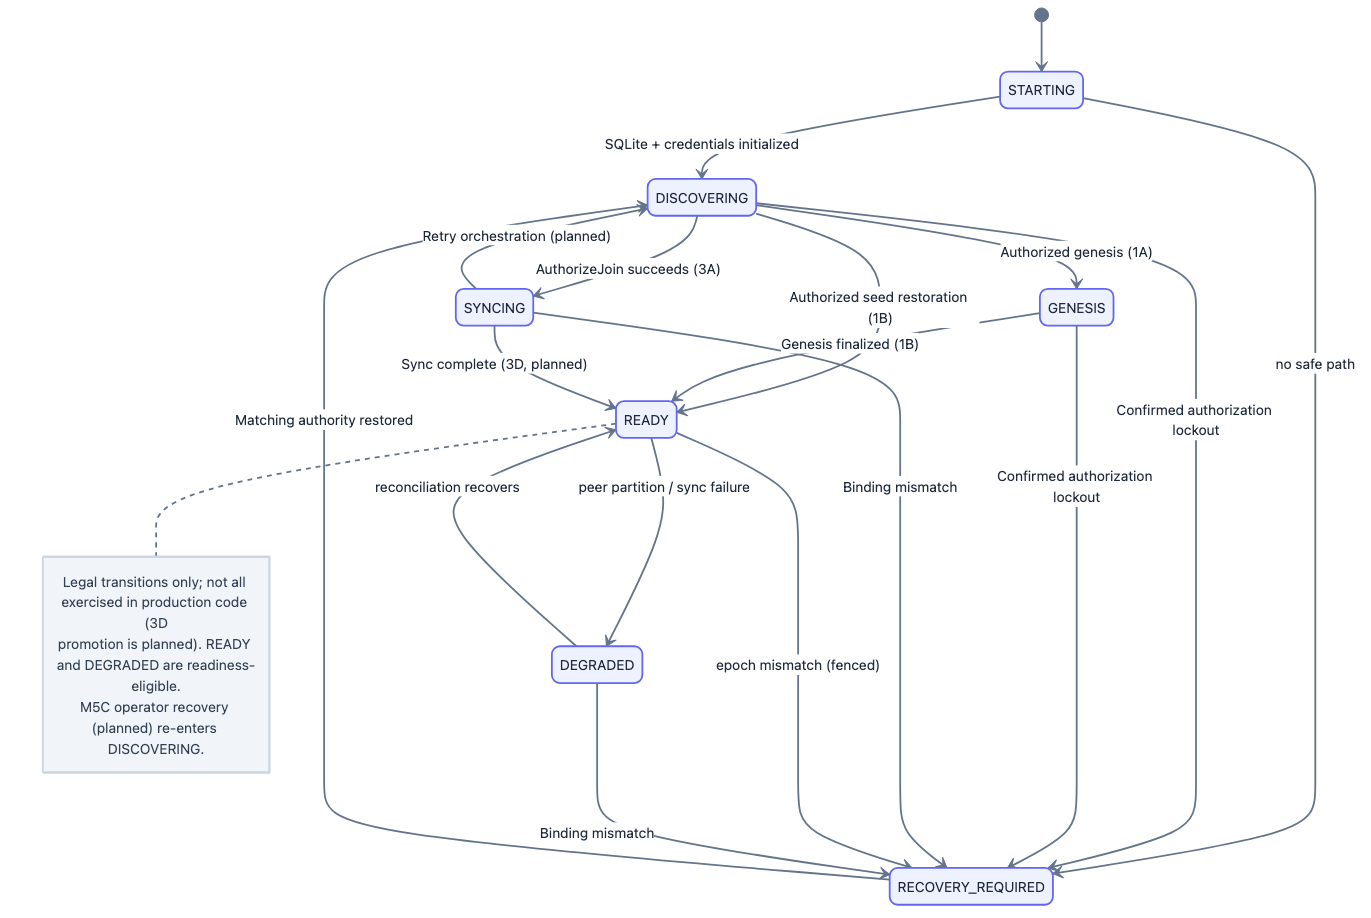 STARTING
SQLite + credentials initialized
DISCOVERING
Retry orchestration (planned)
Authorized genesis (1A)
AuthorizeJoin succeeds (3A)
Authorized seed restoration
(1B)
SYNCING
GENESIS
Genesis finalized (1B)
Sync complete (3D, planned)
no safe path
READY
Matching authority restored
Confirmed authorization
lockout
reconciliation recovers
peer partition / sync failure
Binding mismatch
Confirmed authorization
lockout
Legal transitions only; not all
exercised in production code
(3D
promotion is planned). READY
and DEGRADED are readiness-
eligible.
M5C operator recovery
(planned) re-enters
DISCOVERING.
DEGRADED
epoch mismatch (fenced)
Binding mismatch
RECOVERY_REQUIRED